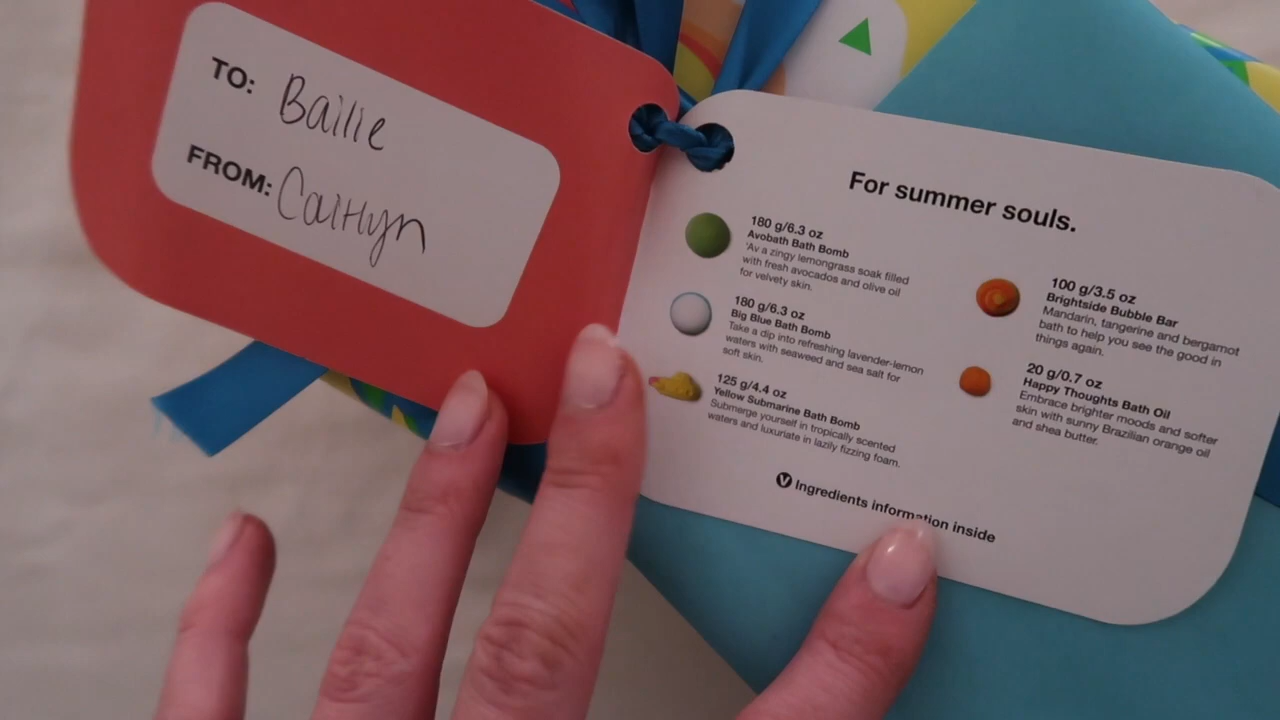 TO: Bailie
FROM: Caitlyn
For summer souls.
180 g/6.3 oz
Avobath Bath Bomb
'Av a zingy lemongrass soak filled
with fresh avocados and olive oil
for velvety skin.
180 g/6.3 oz
Big Blue Bath Bomb
Take a dip into refreshing lavender-lemon
waters with seaweed and sea salt for
soft skin.
125 g/4.4 oz
Yellow Submarine Bath Bomb
Submerge yourself in tropically scented
waters and luxuriate in lazily fizzing foam.
100 g/3.5 oz
Brightside Bubble Bar
Mandarin, tangerine and bergamot
bath to help you see the good in
things again.
20 g/0.7 oz
Happy Thoughts Bath Oil
Embrace brighter moods and softer
skin with sunny Brazilian orange oil
and shea butter.
V Ingredients information inside